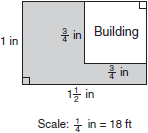 1 in
3/4 in
Building
3/4 in
1 1/2 in
Scale: 1/4 in = 18 ft